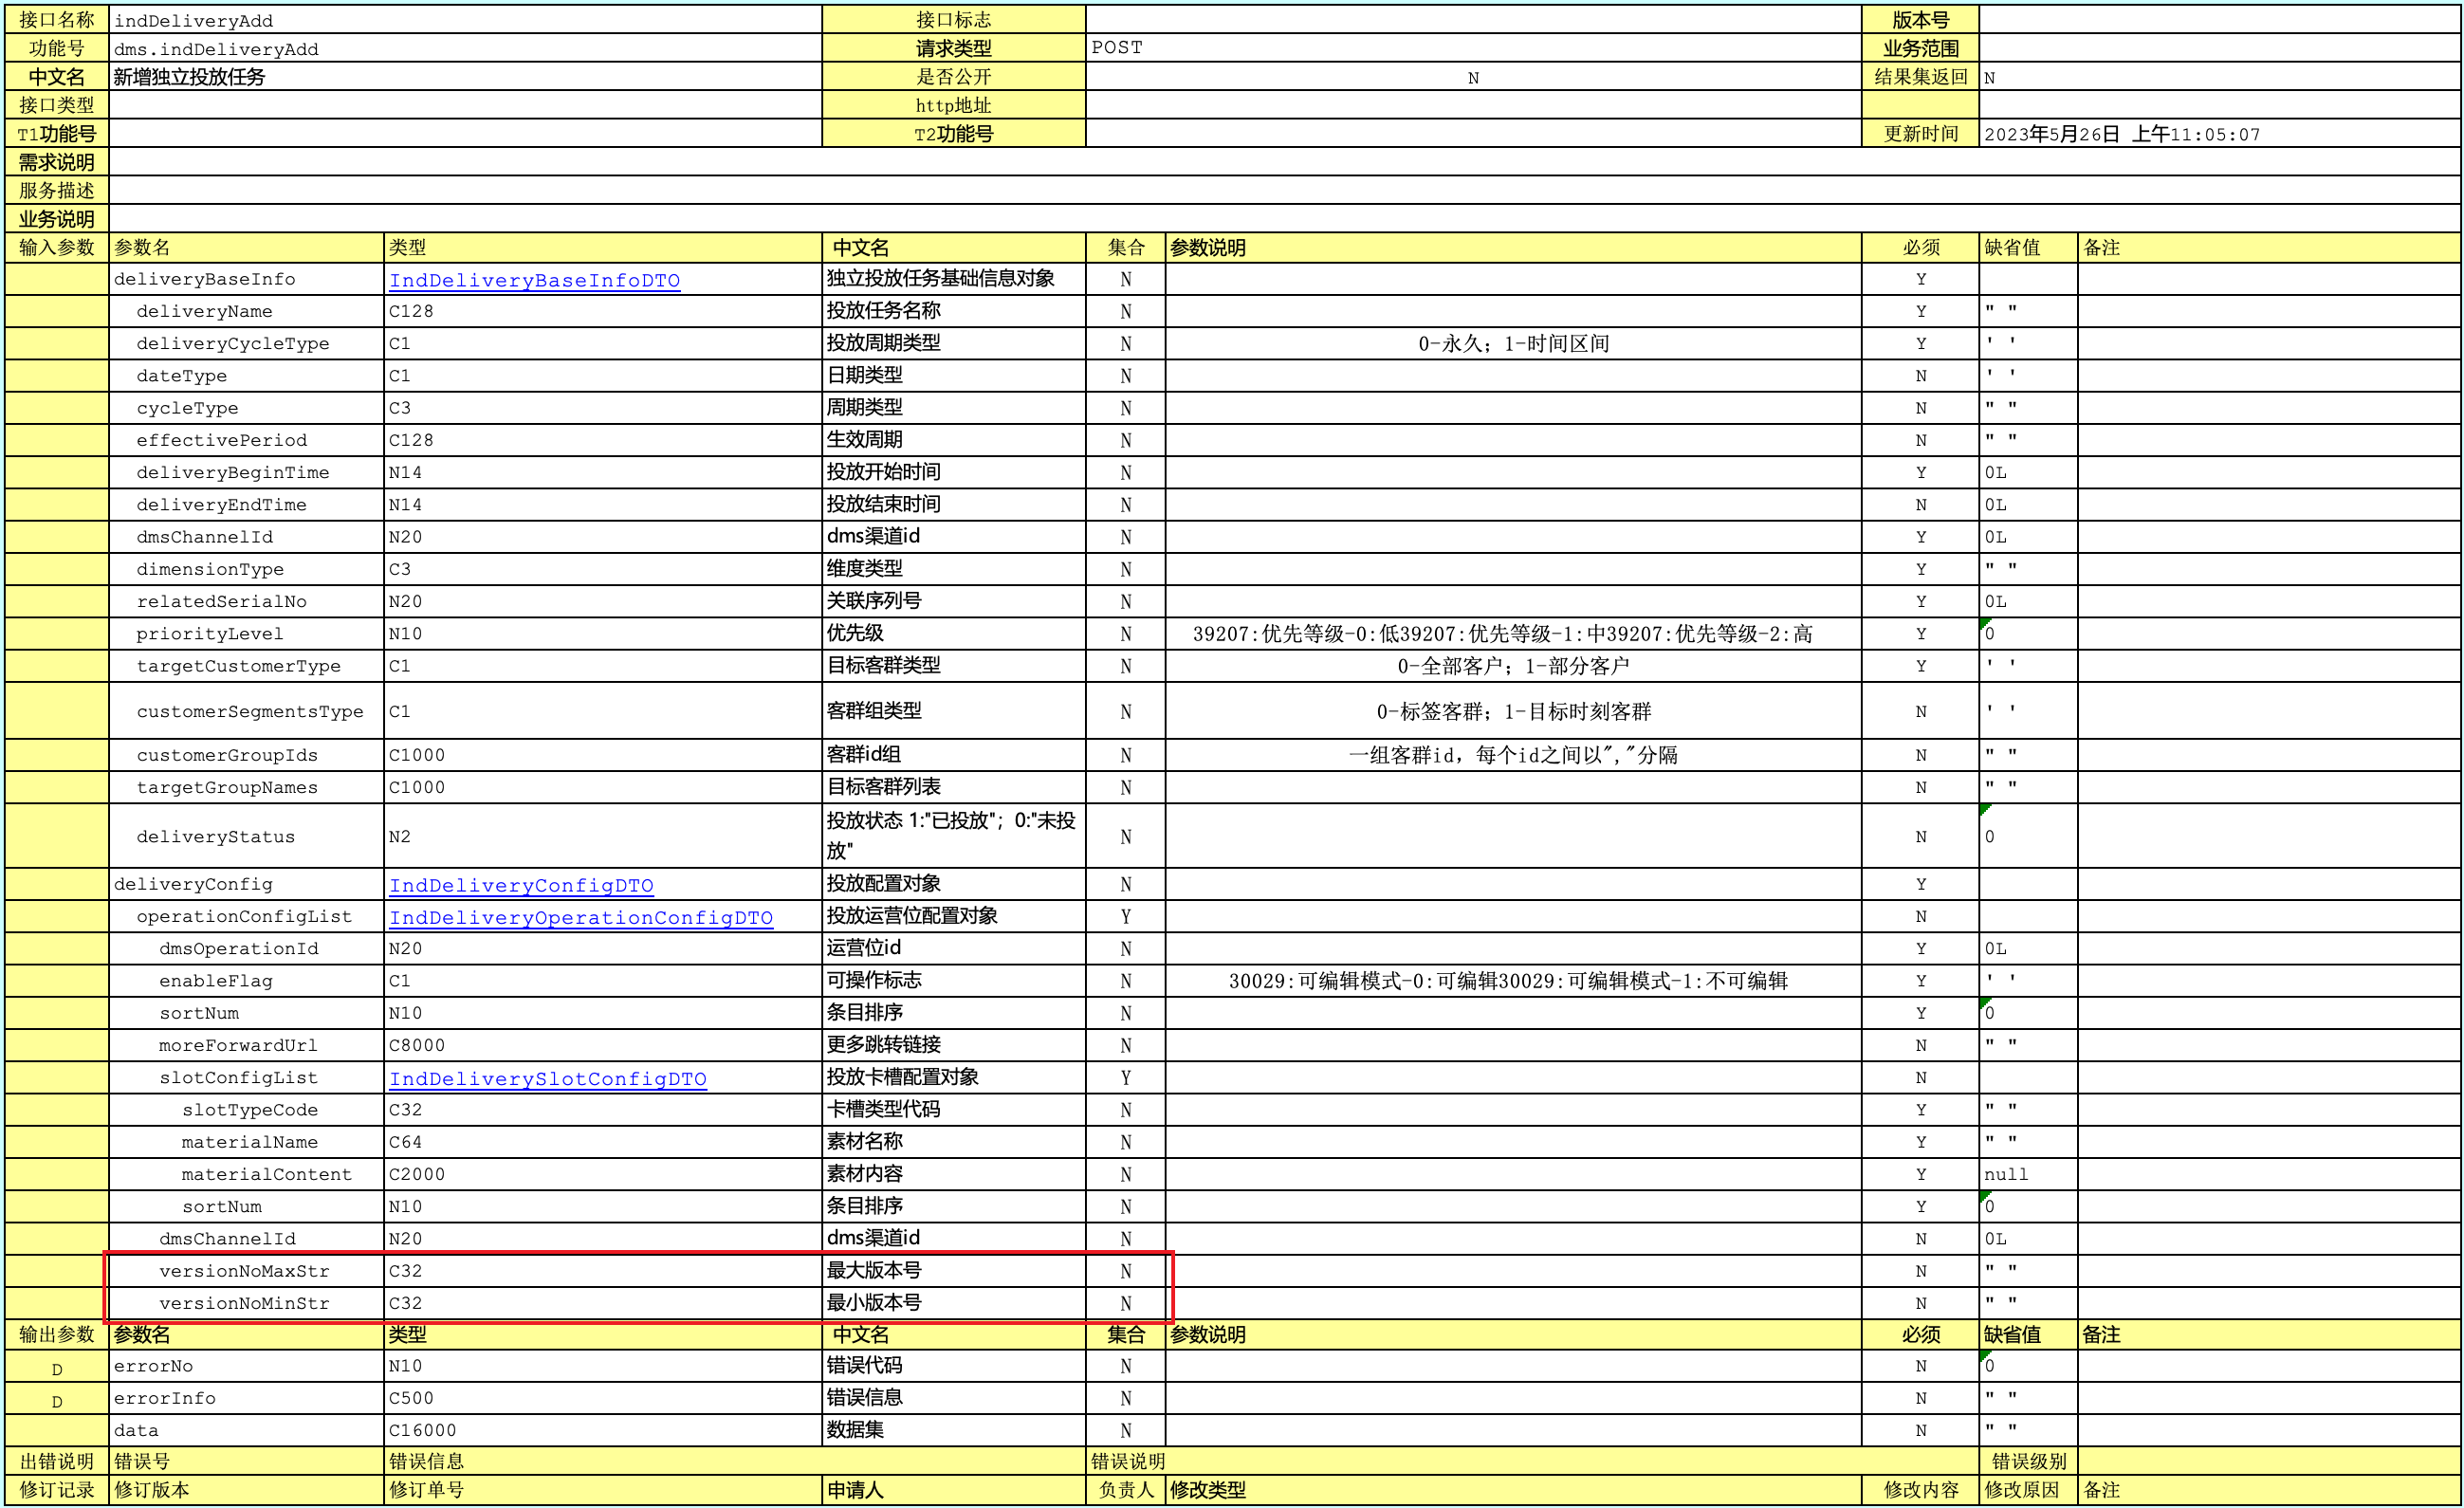 接口名称 indDeliveryAdd 接口标志 版本号
功能号 dms.indDeliveryAdd 请求类型 POST 业务范围
中文名 新增独立投放任务 是否公开 N 结果集返回 N
接口类型 http地址
T1功能号 T2功能号 更新时间 2023年5月26日 上午11:05:07
需求说明
服务描述
业务说明
输入参数 参数名 类型 中文名 集合 参数说明 必须 缺省值 备注
deliveryBaseInfo IndDeliveryBaseInfoDTO 独立投放任务基础信息对象 N Y
deliveryName C128 投放任务名称 N Y " "
deliveryCycleType C1 投放周期类型 N 0-永久；1-时间区间 Y ' '
dateType C1 日期类型 N N ' '
cycleType C3 周期类型 N N " "
effectivePeriod C128 生效周期 N N " "
deliveryBeginTime N14 投放开始时间 N Y 0L
deliveryEndTime N14 投放结束时间 N N 0L
dmsChannelId N20 dms渠道id N Y 0L
dimensionType C3 维度类型 N Y " "
relatedSerialNo N20 关联序列号 N Y 0L
priorityLevel N10 优先级 N 39207:优先等级-0:低39207:优先等级-1:中39207:优先等级-2:高 Y 0
targetCustomerType C1 目标客群类型 N 0-全部客户；1-部分客户 Y ' '
customerSegmentsType C1 客群组类型 N 0-标签客群；1-目标时刻客群 N ' '
customerGroupIds C1000 客群id组 N 一组客群id，每个id之间以","分隔 N " "
targetGroupNames C1000 目标客群列表 N N " "
deliveryStatus N2 投放状态 1:"已投放"；0:"未投
放" N N 0
deliveryConfig IndDeliveryConfigDTO 投放配置对象 N Y
operationConfigList IndDeliveryOperationConfigDTO 投放运营位配置对象 Y N
dmsOperationId N20 运营位id N Y 0L
enableFlag C1 可操作标志 N 30029:可编辑模式-0:可编辑30029:可编辑模式-1:不可编辑 Y ' '
sortNum N10 条目排序 N Y 0
moreForwardUrl C8000 更多跳转链接 N N " "
slotConfigList IndDeliverySlotConfigDTO 投放卡槽配置对象 Y N
slotTypeCode C32 卡槽类型代码 N Y " "
materialName C64 素材名称 N Y " "
materialContent C2000 素材内容 N Y null
sortNum N10 条目排序 N Y 0
dmsChannelId N20 dms渠道id N N 0L
versionNoMaxStr C32 最大版本号 N N " "
versionNoMinStr C32 最小版本号 N N " "
输出参数 参数名 类型 中文名 集合 参数说明 必须 缺省值 备注
D errorNo N10 错误代码 N N 0
D errorInfo C500 错误信息 N N " "
data C16000 数据集 N N " "
出错说明 错误号 错误信息 错误说明 错误级别
修订记录 修订版本 修订单号 申请人 负责人 修改类型 修改内容 修改原因 备注